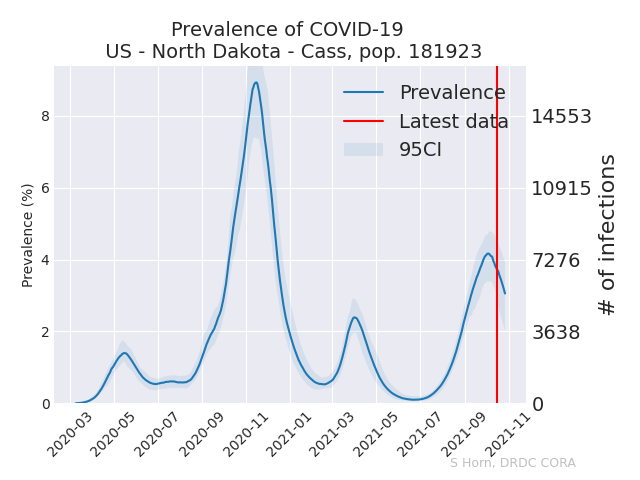 Prevalence of COVID-19
US - North Dakota - Cass, pop. 181923
Prevalence
Latest data
95CI
Prevalence (%)
8
6
4
2
0
14553
10915
7276
3638
0
# of infections
2020-03
2020-05
2020-07
2020-09
2020-11
2021-01
2021-03
2021-05
2021-07
2021-09
2021-11
S Horn, DRDC CORA